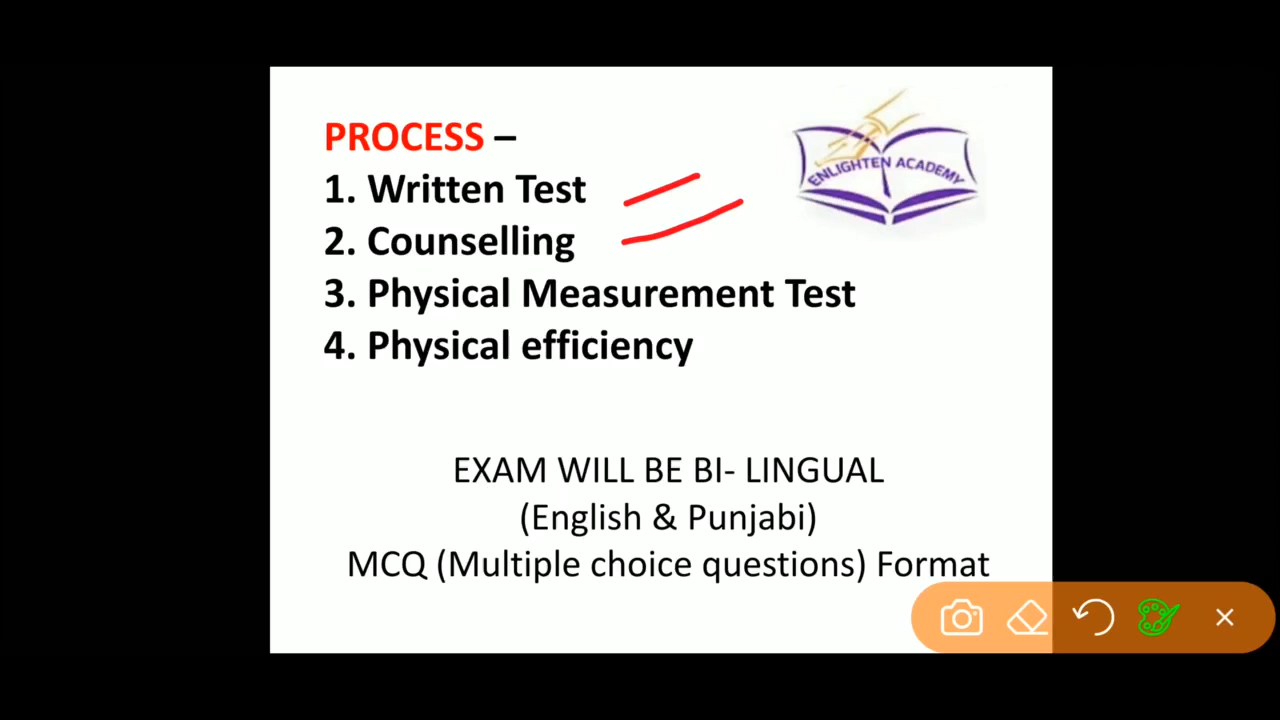 PROCESS –
1. Written Test
2. Counselling
3. Physical Measurement Test
4. Physical efficiency
ENLIGHTEN ACADEMY
EXAM WILL BE BI- LINGUAL
(English & Punjabi)
MCQ (Multiple choice questions) Format